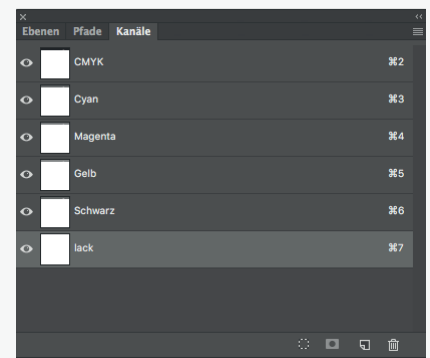 Ebenen Pfade Kanäle
CMYK ⌘2
Cyan ⌘3
Magenta ⌘4
Gelb ⌘5
Schwarz ⌘6
lack ⌘7